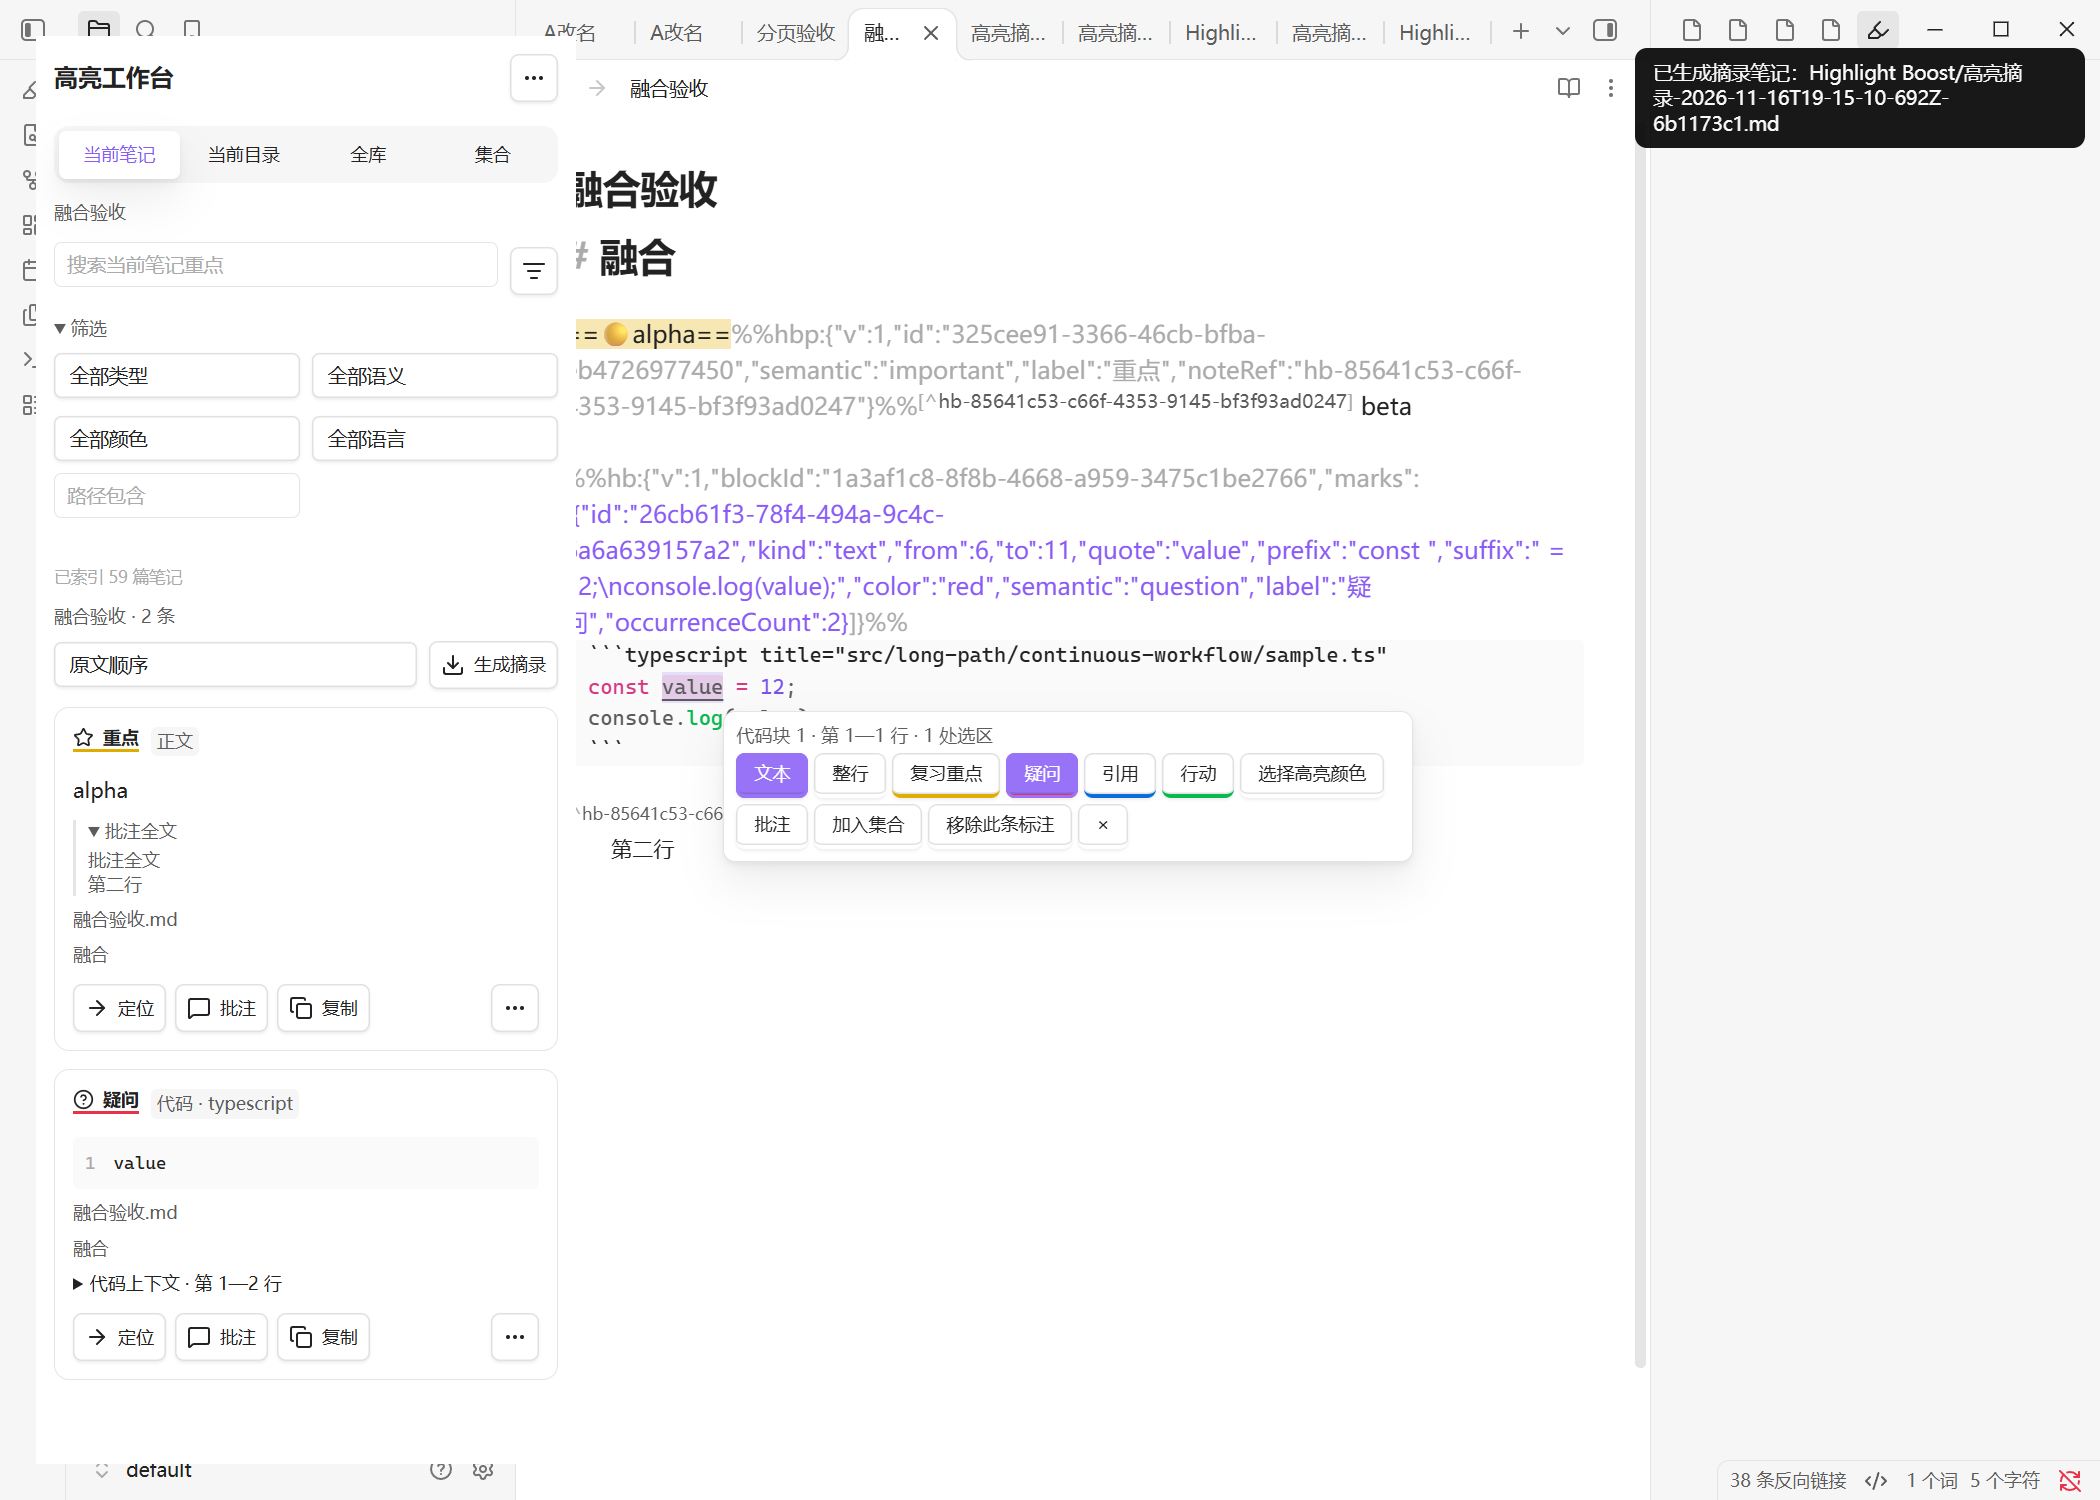 A改名
A改名
分页验收
融...
高亮摘...
高亮摘...
Highli...
高亮摘...
Highli...
已生成摘录笔记：Highlight Boost/高亮摘
录-2026-11-16T19-15-10-692Z-
6b1173c1.md
高亮工作台
当前笔记
当前目录
全库
集合
融合验收
搜索当前笔记重点
▼筛选
全部类型
全部语义
全部颜色
全部语言
路径包含
已索引 59 篇笔记
融合验收 · 2 条
原文顺序
生成摘录
重点
正文
alpha
▼批注全文
批注全文
第二行
融合验收.md
融合
定位
批注
复制
疑问
代码 · typescript
1 value
融合验收.md
融合
▶代码上下文 · 第 1—2 行
定位
批注
复制
default
融合验收
融合验收
# 融合
==🟡alpha==%%hbp:{"v":1,"id":"325cee91-3366-46cb-bfba-
b4726977450","semantic":"important","label":"重点","noteRef":"hb-85641c53-c66f-
4353-9145-bf3f93ad0247"}%%[^hb-85641c53-c66f-4353-9145-bf3f93ad0247] beta
%%hb:{"v":1,"blockId":"1a3af1c8-8f8b-4668-a959-3475c1be2766","marks":
{"id":"26cb61f3-78f4-494a-9c4c-
a6a639157a2","kind":"text","from":6,"to":11,"quote":"value","prefix":"const ","suffix":" =
12;\nconsole.log(value);","color":"red","semantic":"question","label":"疑
问","occurrenceCount":2}]}%%
```typescript title="src/long-path/continuous-workflow/sample.ts"
const value = 12;
console.log
```
^hb-85641c53-c66
第二行
代码块 1 · 第 1—1 行 · 1 处选区
文本
整行
复习重点
疑问
引用
行动
选择高亮颜色
批注
加入集合
移除此条标注
×
38 条反向链接
1 个词
5 个字符